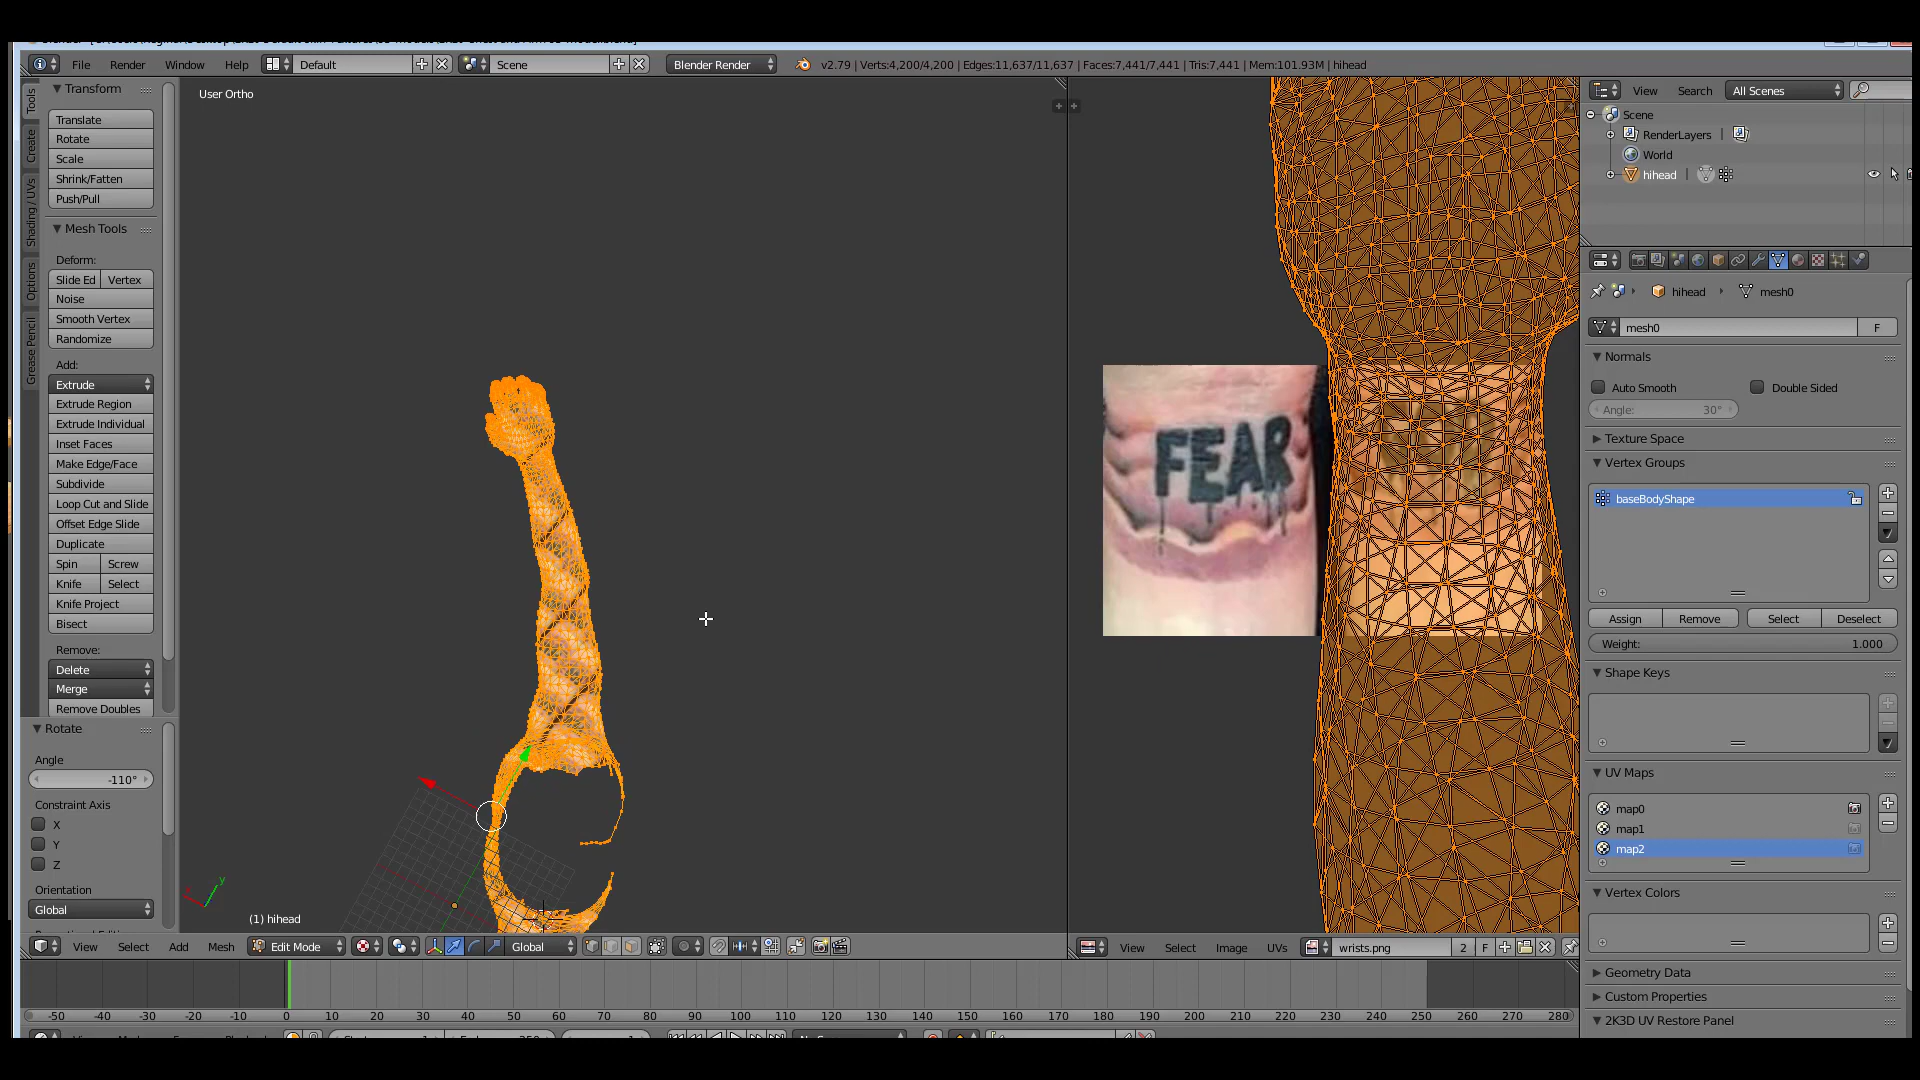 File Render Window Help Default Scene Blender Render v2.79 | Verts:4,200/4,200 | Edges:11,637/11,637 | Faces:7,441/7,441 | Tris:7,441 | Mem:101.93M | hihead
Tools
Create
Shading / UVs
Options
Grease Pencil
Transform
Translate
Rotate
Scale
Shrink/Fatten
Push/Pull
Mesh Tools
Deform:
Slide Ed Vertex
Noise
Smooth Vertex
Randomize
Add:
Extrude
Extrude Region
Extrude Individual
Inset Faces
Make Edge/Face
Subdivide
Loop Cut and Slide
Offset Edge Slide
Duplicate
Spin Screw
Knife Select
Knife Project
Bisect
Remove:
Delete
Merge
Remove Doubles
Rotate
Angle
-110°
Constraint Axis
X
Y
Z
Orientation
Global
User Ortho
y
(1) hihead
View Select Add Mesh Edit Mode Global
FEAR
View Select Image UVs wrists.png 2 F
View Search All Scenes
Scene
RenderLayers |
World
hihead |
hihead mesh0
mesh0 F
Normals
Auto Smooth Double Sided
Angle: 30°
Texture Space
Vertex Groups
baseBodyShape
Assign Remove Select Deselect
Weight: 1.000
Shape Keys
UV Maps
map0
map1
map2
Vertex Colors
Geometry Data
Custom Properties
2K3D UV Restore Panel
-50 -40 -30 -20 -10 0 10 20 30 40 50 60 70 80 90 100 110 120 130 140 150 160 170 180 190 200 210 220 230 240 250 260 270 280